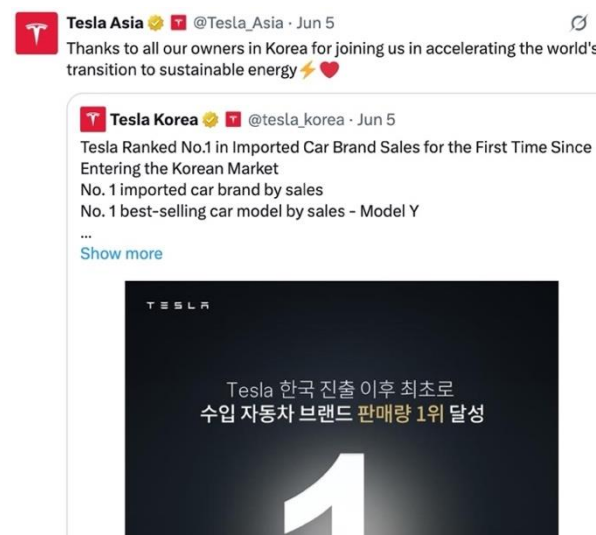 Tesla Asia @Tesla_Asia · Jun 5
Thanks to all our owners in Korea for joining us in accelerating the world's
transition to sustainable energy⚡❤️
Tesla Korea @tesla_korea · Jun 5
Tesla Ranked No.1 in Imported Car Brand Sales for the First Time Since
Entering the Korean Market
No. 1 imported car brand by sales
No. 1 best-selling car model by sales - Model Y
...
Show more
TESLA
Tesla 한국 진출 이후 최초로
수입 자동차 브랜드 판매량 1위 달성
1